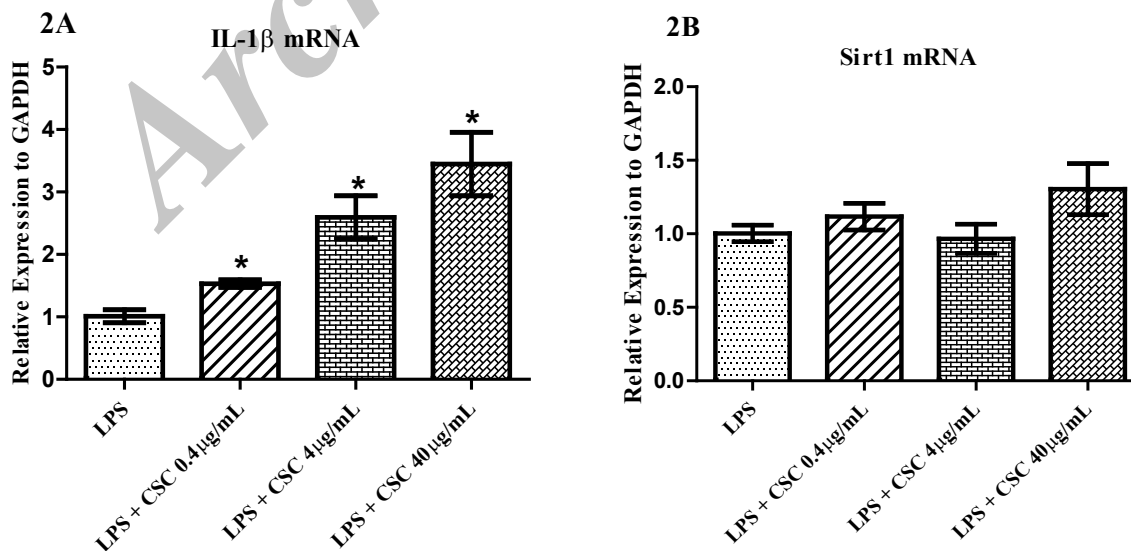 2A
IL-1β mRNA
Relative Expression to GAPDH
5
4
3
2
1
0
*
*
*
LPS
LPS + CSC 0.4µg/mL
LPS + CSC 4µg/mL
LPS + CSC 40µg/mL
2B
Sirt1 mRNA
Relative Expression to GAPDH
2.0
1.5
1.0
0.5
0.0
LPS
LPS + CSC 0.4µg/mL
LPS + CSC 4µg/mL
LPS + CSC 40µg/mL